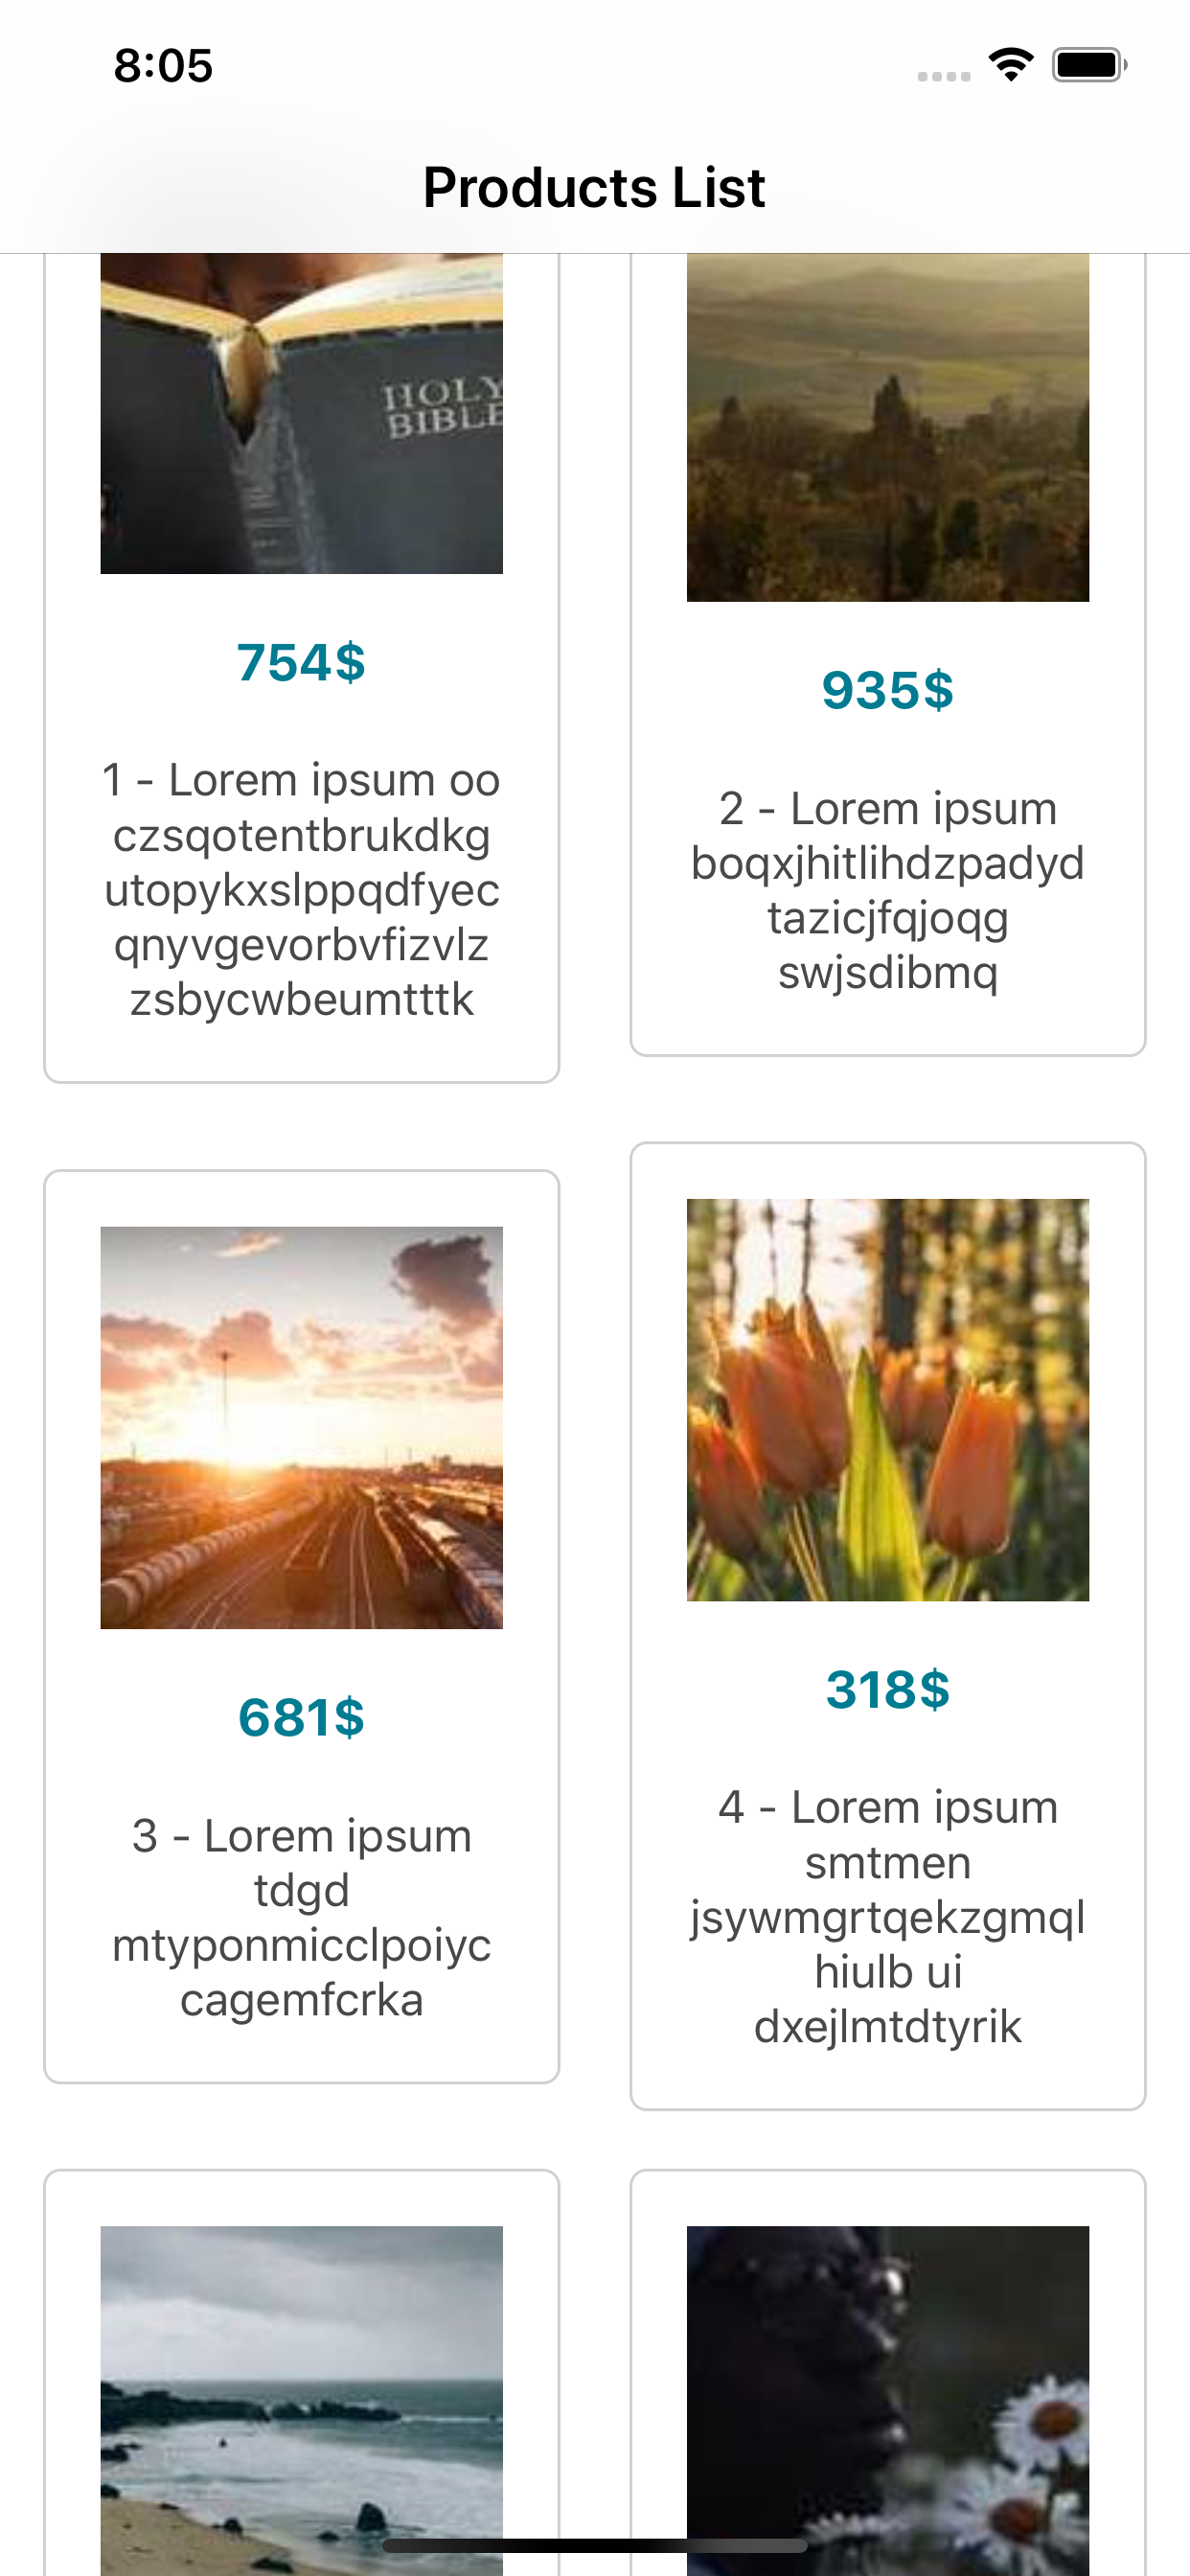 8:05
Products List
HOLY
BIBLE
754$
1 - Lorem ipsum oo
czsqotentbrukdkg
utopykxslppqdfyec
qnyvgevorbvfizvlz
zsbycwbeumtttk
935$
2 - Lorem ipsum
boqxjhitlihdzpadyd
tazicjfqjoqg
swjsdibmq
681$
3 - Lorem ipsum
tdgd
mtyponmicclpoiyc
cagemfcrka
318$
4 - Lorem ipsum
smtmen
jsywmgrtqekzgmql
hiulb ui
dxejlmtdtyrik